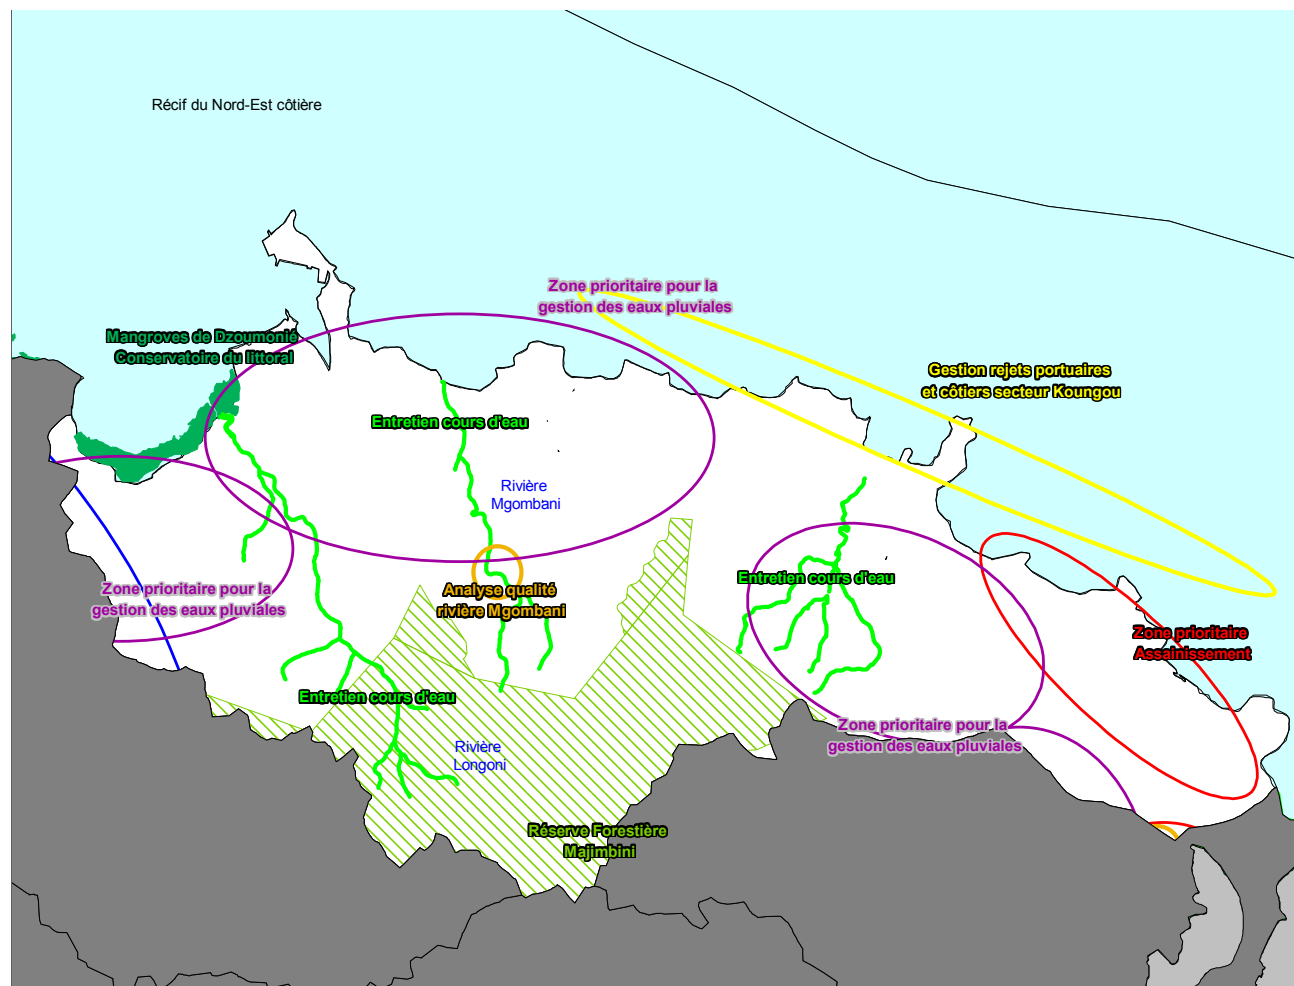 Récif du Nord-Est côtière
Zone prioritaire pour la
gestion des eaux pluviales
Mangroves de Dzoumonié
Conservatoire du littoral
Gestion rejets portuaires
et côtiers secteur Koungou
Entretien cours d'eau
Rivière
Mgombani
Zone prioritaire pour la
gestion des eaux pluviales
Analyse qualité
rivière Mgombani
Entretien cours d'eau
Zone prioritaire
Assainissement
Entretien cours d'eau
Zone prioritaire pour la
gestion des eaux pluviales
Rivière
Longoni
Réserve Forestière
Majimbini